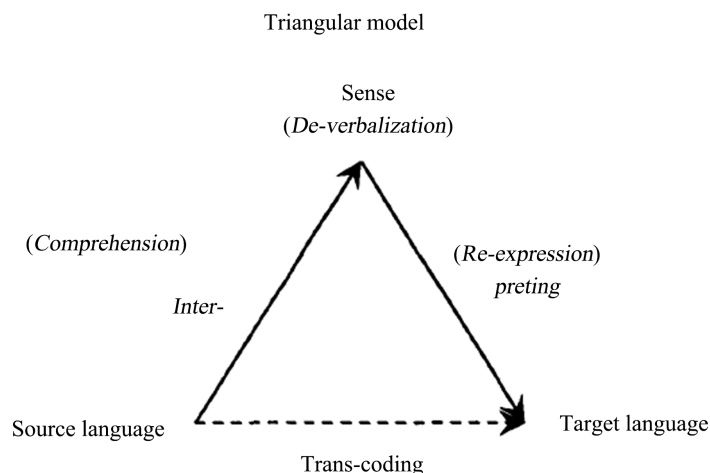 Triangular model
Sense
(De-verbalization)
(Comprehension)
(Re-expression)
preting
Inter-
Source language
Target language
Trans-coding